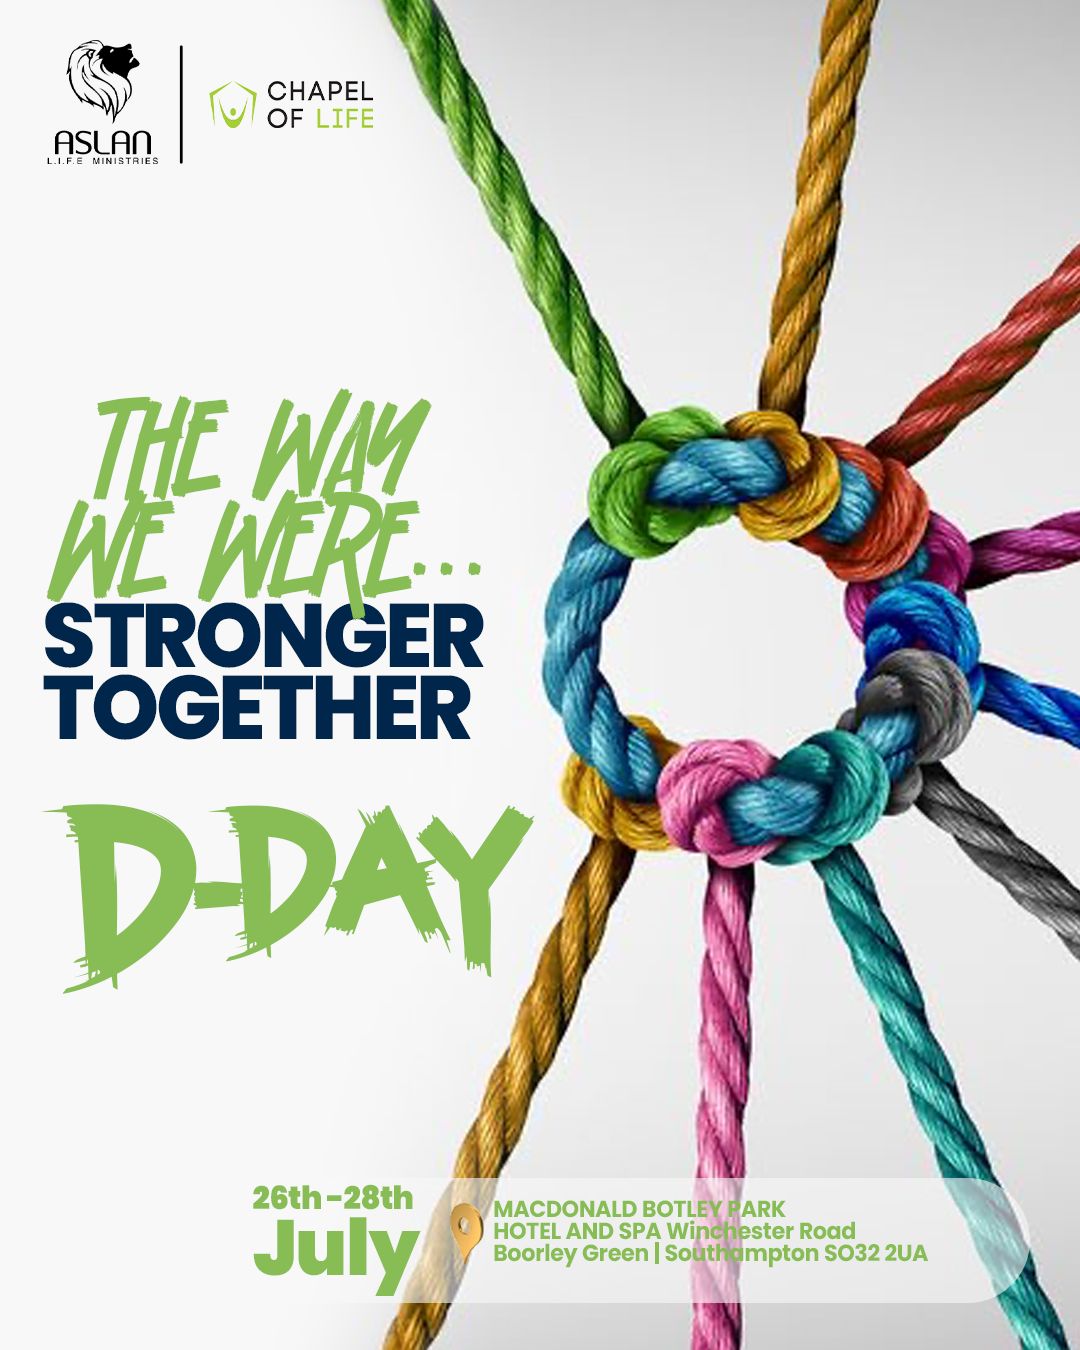 ASLAN
L.I.F.E MINISTRIES
CHAPEL
OF LIFE
THE WAY
WE WERE...
STRONGER
TOGETHER
D-DAY
26th-28th
July
MACDONALD BOTLEY PARK
HOTEL AND SPA Winchester Road
Boorley Green | Southampton SO32 2UA